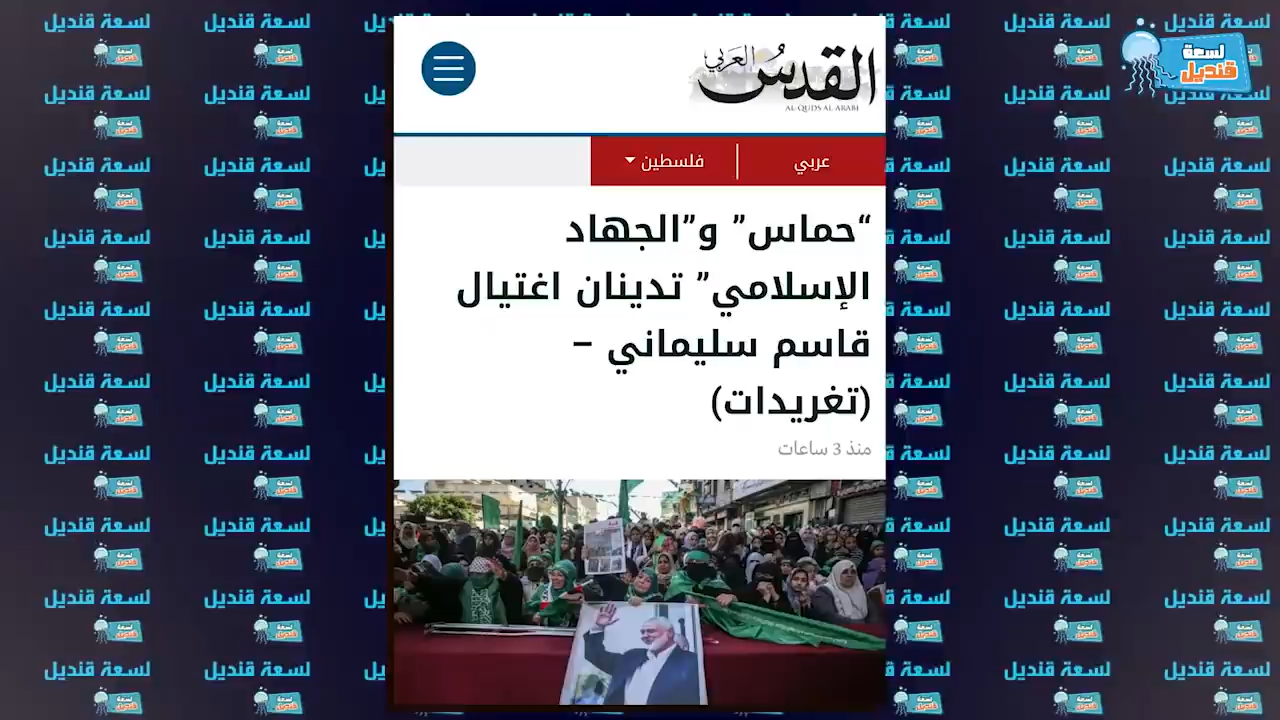 لسعة قنديل
القدس العربي
AL-QUDS AL-ARABI
عربي
فلسطين
“حماس” و”الجهاد
الإسلامي” تدينان اغتيال
قاسم سليماني –
(تغريدات)
منذ 3 ساعات